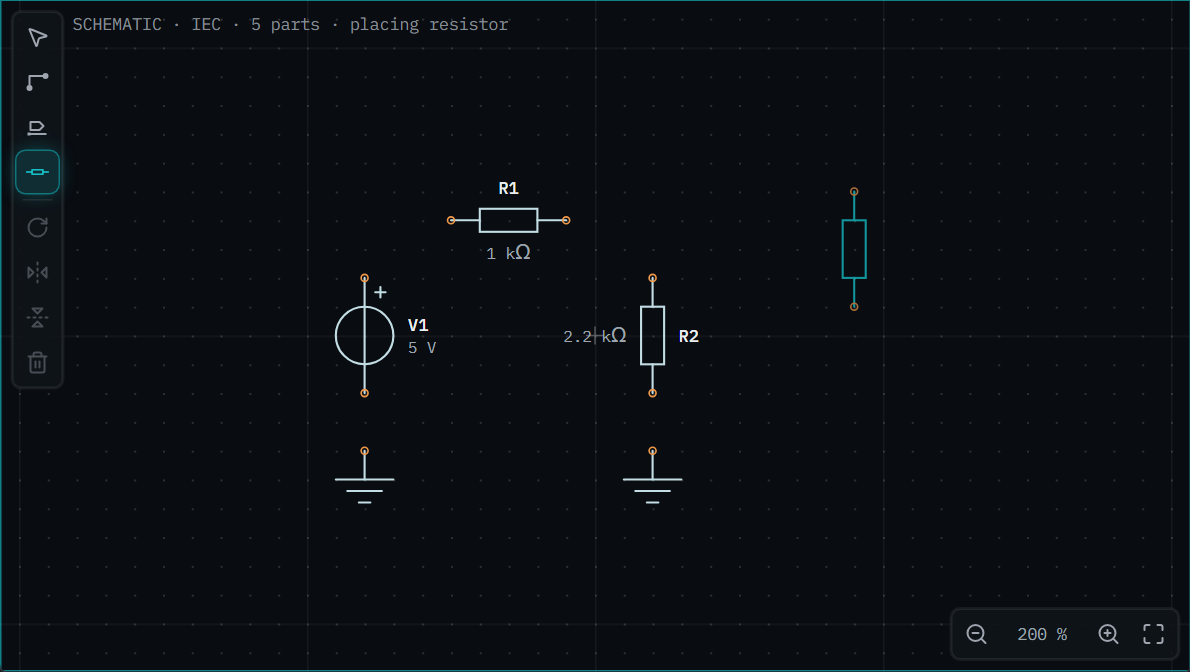 SCHEMATIC · IEC · 5 parts · placing resistor
R1
1 kΩ
+
V1
5 V
2.2 kΩ
R2
200 %